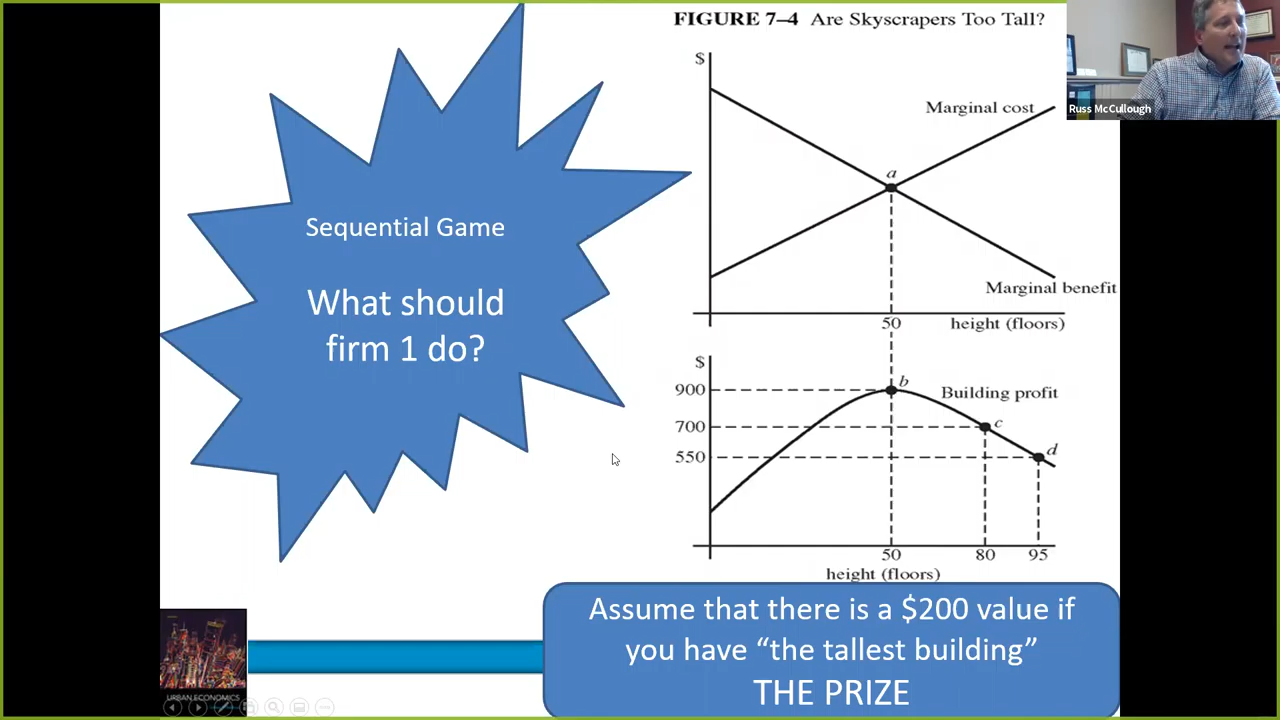 FIGURE 7–4 Are Skyscrapers Too Tall?
Russ McCullough
Sequential Game
What should
firm 1 do?
$
Marginal cost
a
Marginal benefit
50
height (floors)
$
900
b
Building profit
700
c
550
d
50
80
95
height (floors)
Assume that there is a $200 value if
you have “the tallest building”
THE PRIZE
URBAN ECONOMICS